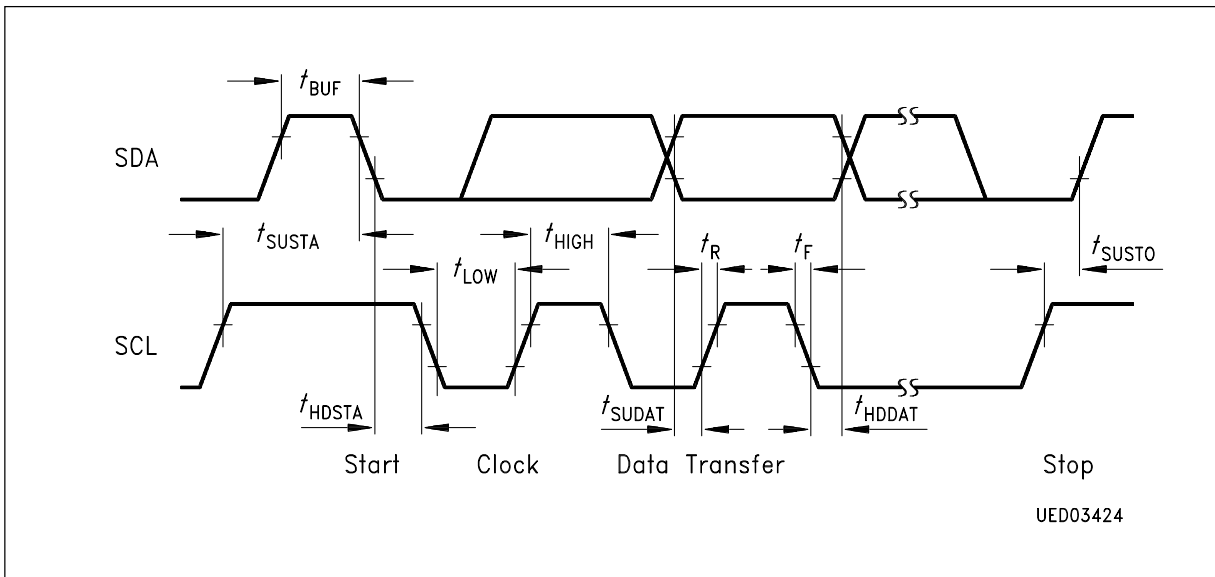 tBUF
SDA
tSUSTA
tHIGH
tR
tF
tSUSTO
tLOW
SCL
tHDSTA
tSUDAT
tHDDAT
Start
Clock
Data Transfer
Stop
UED03424